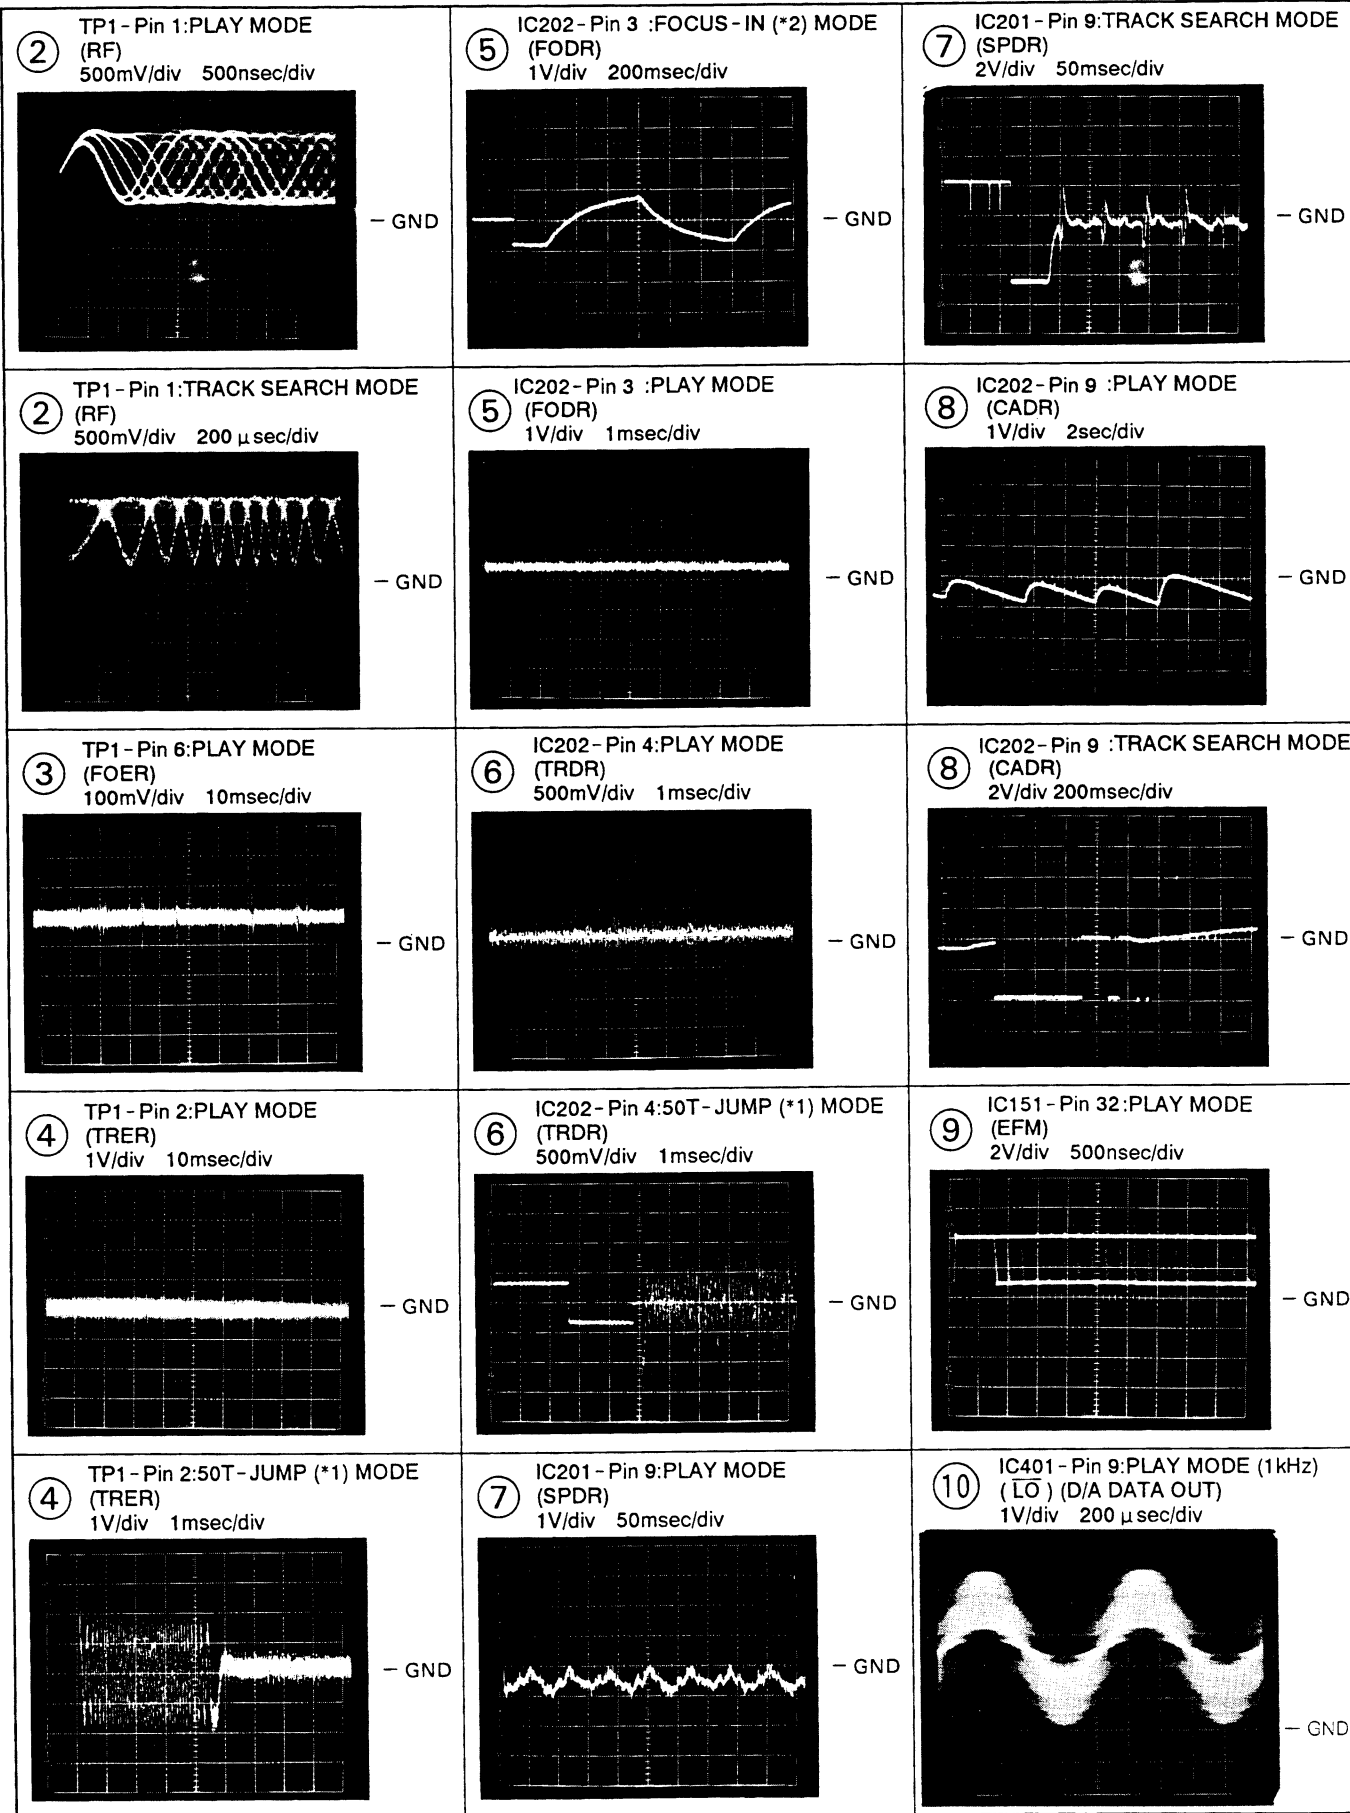 ② TP1-Pin 1:PLAY MODE
(RF)
500mV/div 500nsec/div
– GND
⑤ IC202-Pin 3 :FOCUS-IN (*2) MODE
(FODR)
1V/div 200msec/div
– GND
⑦ IC201-Pin 9:TRACK SEARCH MODE
(SPDR)
2V/div 50msec/div
– GND
② TP1-Pin 1:TRACK SEARCH MODE
(RF)
500mV/div 200 μsec/div
– GND
⑤ IC202-Pin 3 :PLAY MODE
(FODR)
1V/div 1msec/div
– GND
⑧ IC202-Pin 9 :PLAY MODE
(CADR)
1V/div 2sec/div
– GND
③ TP1-Pin 6:PLAY MODE
(FOER)
100mV/div 10msec/div
– GND
⑥ IC202-Pin 4:PLAY MODE
(TRDR)
500mV/div 1msec/div
– GND
⑧ IC202-Pin 9 :TRACK SEARCH MODE
(CADR)
2V/div 200msec/div
– GND
④ TP1-Pin 2:PLAY MODE
(TRER)
1V/div 10msec/div
– GND
⑥ IC202-Pin 4:50T-JUMP (*1) MODE
(TRDR)
500mV/div 1msec/div
– GND
⑨ IC151-Pin 32:PLAY MODE
(EFM)
2V/div 500nsec/div
– GND
④ TP1-Pin 2:50T-JUMP (*1) MODE
(TRER)
1V/div 1msec/div
– GND
⑦ IC201-Pin 9:PLAY MODE
(SPDR)
1V/div 50msec/div
– GND
⑩ IC401-Pin 9:PLAY MODE (1kHz)
( L̅O̅ ) (D/A DATA OUT)
1V/div 200 μsec/div
– GND